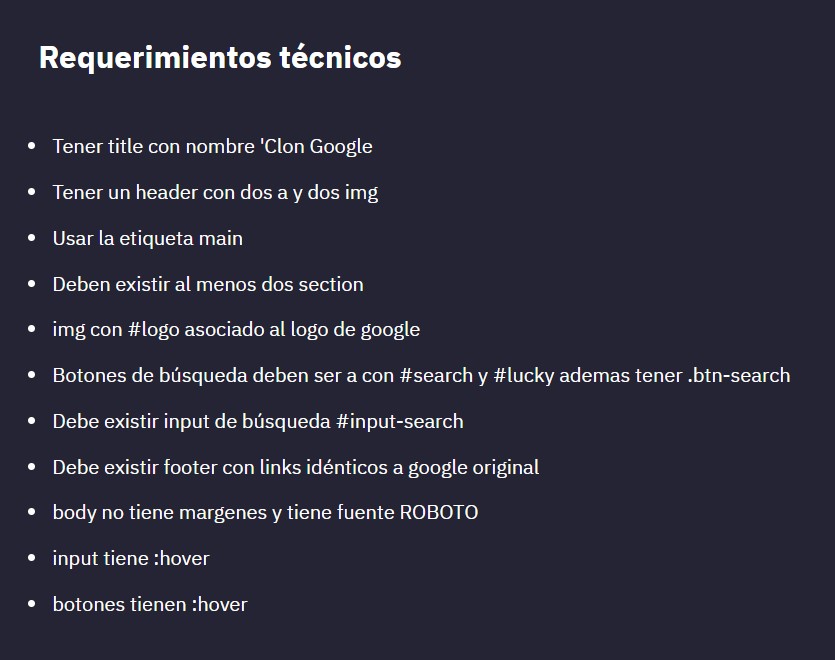 Requerimientos técnicos
Tener title con nombre 'Clon Google
Tener un header con dos a y dos img
Usar la etiqueta main
Deben existir al menos dos section
img con #logo asociado al logo de google
Botones de búsqueda deben ser a con #search y #lucky ademas tener .btn-search
Debe existir input de búsqueda #input-search
Debe existir footer con links idénticos a google original
body no tiene margenes y tiene fuente ROBOTO
input tiene :hover
botones tienen :hover